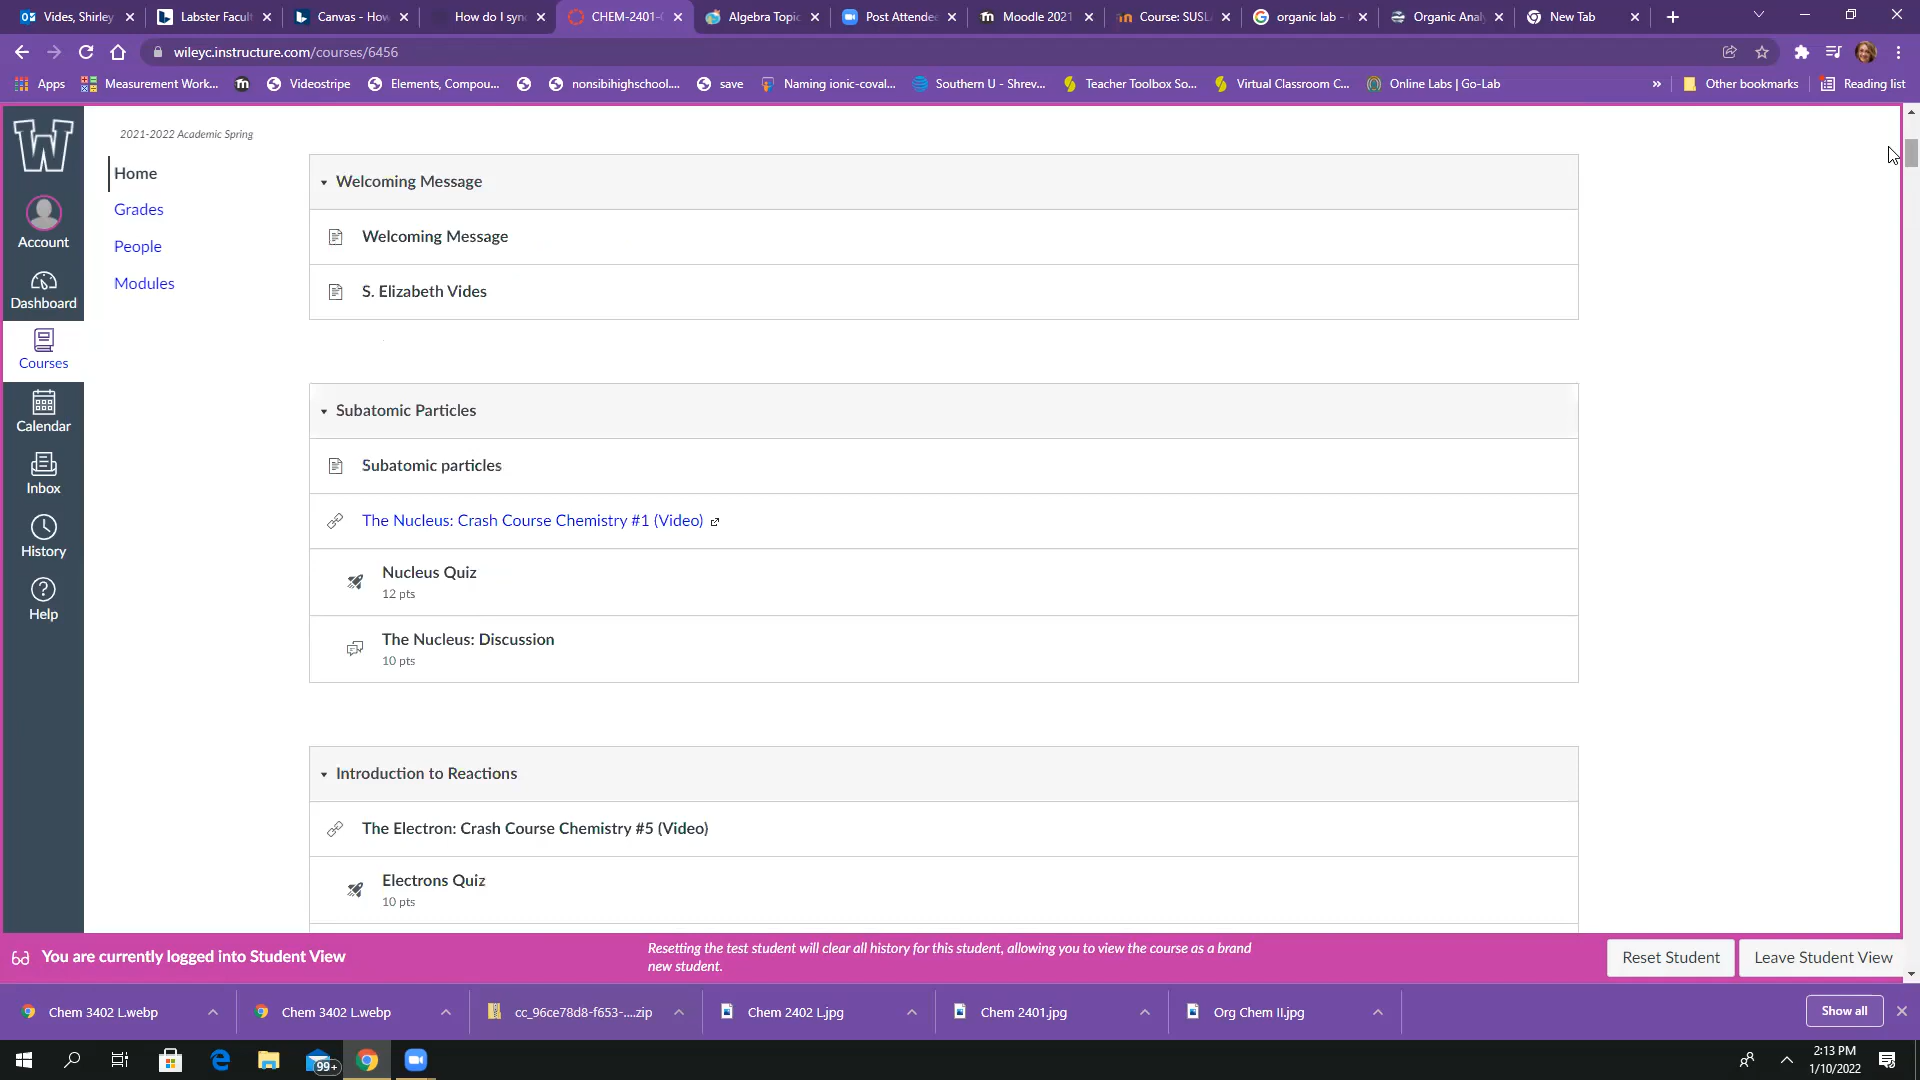 Vides, Shirley
Labster Facult
Canvas - How
How do I sync
CHEM-2401-0
Algebra Topic
Post Attendee
Moodle 2021
Course: SUSLA
organic lab -
Organic Anal
New Tab
wileyc.instructure.com/courses/6456
Apps
Measurement Work...
Videostripe
Elements, Compou...
nonsibihighschool....
save
Naming ionic-coval...
Southern U - Shrev...
Teacher Toolbox So...
Virtual Classroom C...
Online Labs | Go-Lab
»
Other bookmarks
Reading list
W
Account
Dashboard
Courses
Calendar
Inbox
History
Help
2021-2022 Academic Spring
Home
Grades
People
Modules
Welcoming Message
Welcoming Message
S. Elizabeth Vides
Subatomic Particles
Subatomic particles
The Nucleus: Crash Course Chemistry #1 (Video)
Nucleus Quiz
12 pts
The Nucleus: Discussion
10 pts
Introduction to Reactions
The Electron: Crash Course Chemistry #5 (Video)
Electrons Quiz
10 pts
You are currently logged into Student View
Resetting the test student will clear all history for this student, allowing you to view the course as a brand
new student.
Reset Student
Leave Student View
Chem 3402 L.webp
Chem 3402 L.webp
cc_96ce78d8-f653-....zip
Chem 2402 L.jpg
Chem 2401.jpg
Org Chem II.jpg
Show all
99+
2:13 PM
1/10/2022